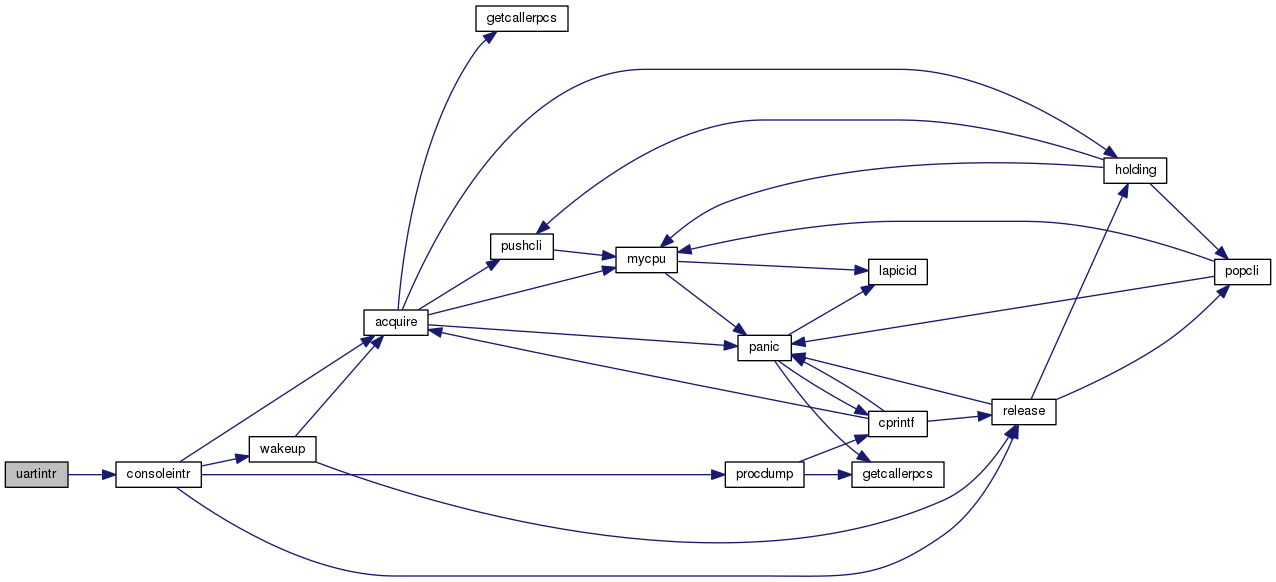 getcallerpcs
holding
pushcli
mycpu
lapicid
popcli
acquire
panic
release
cprintf
wakeup
uartintr
consoleintr
procdump
getcallerpcs